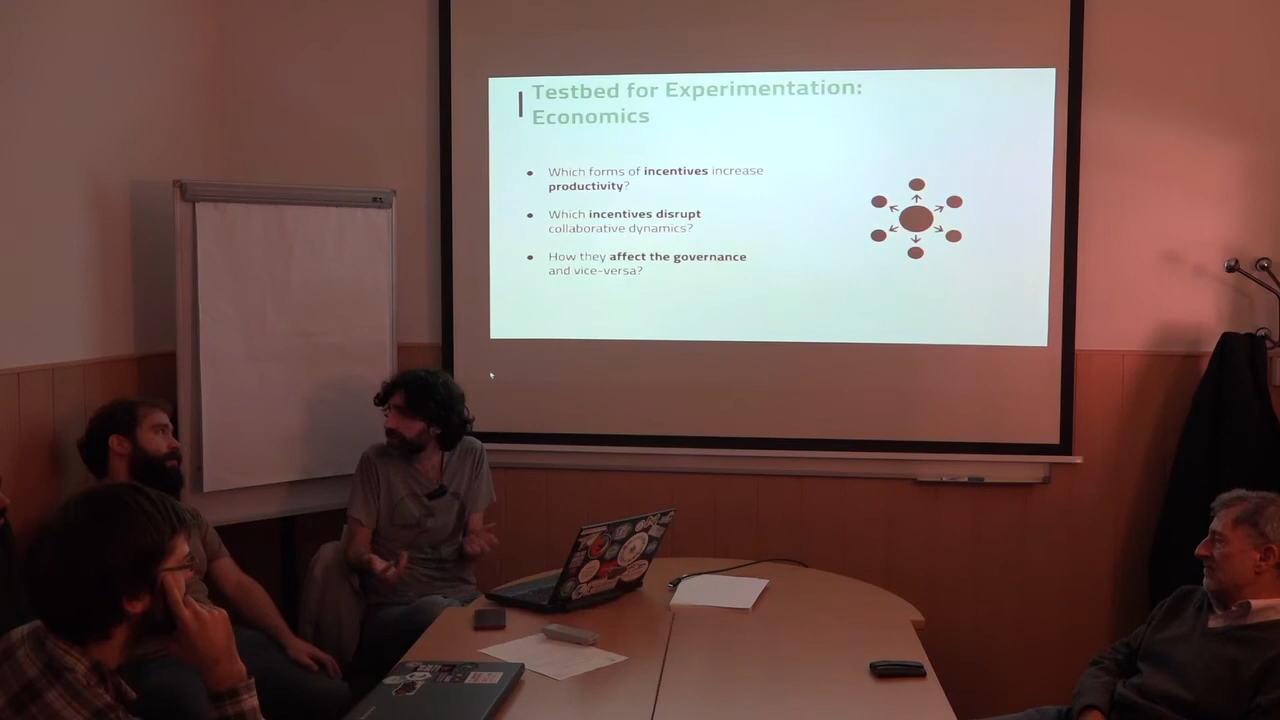 Testbed for Experimentation:
Economics
• Which forms of incentives increase
productivity?
• Which incentives disrupt
collaborative dynamics?
• How they affect the governance
and vice-versa?